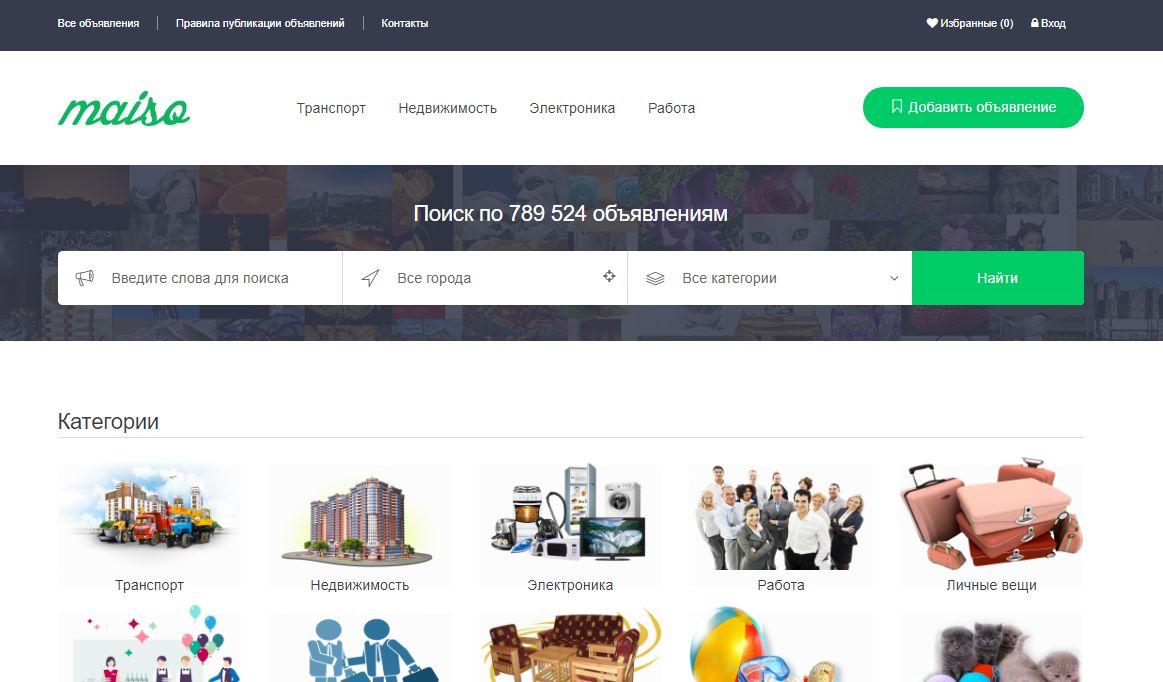 Все объявления
Правила публикации объявлений
Контакты
Избранные (0)
Вход
maiso
Транспорт
Недвижимость
Электроника
Работа
Добавить объявление
Поиск по 789 524 объявлениям
Введите слова для поиска
Все города
Все категории
Найти
Категории
Транспорт
Недвижимость
Электроника
Работа
Личные вещи